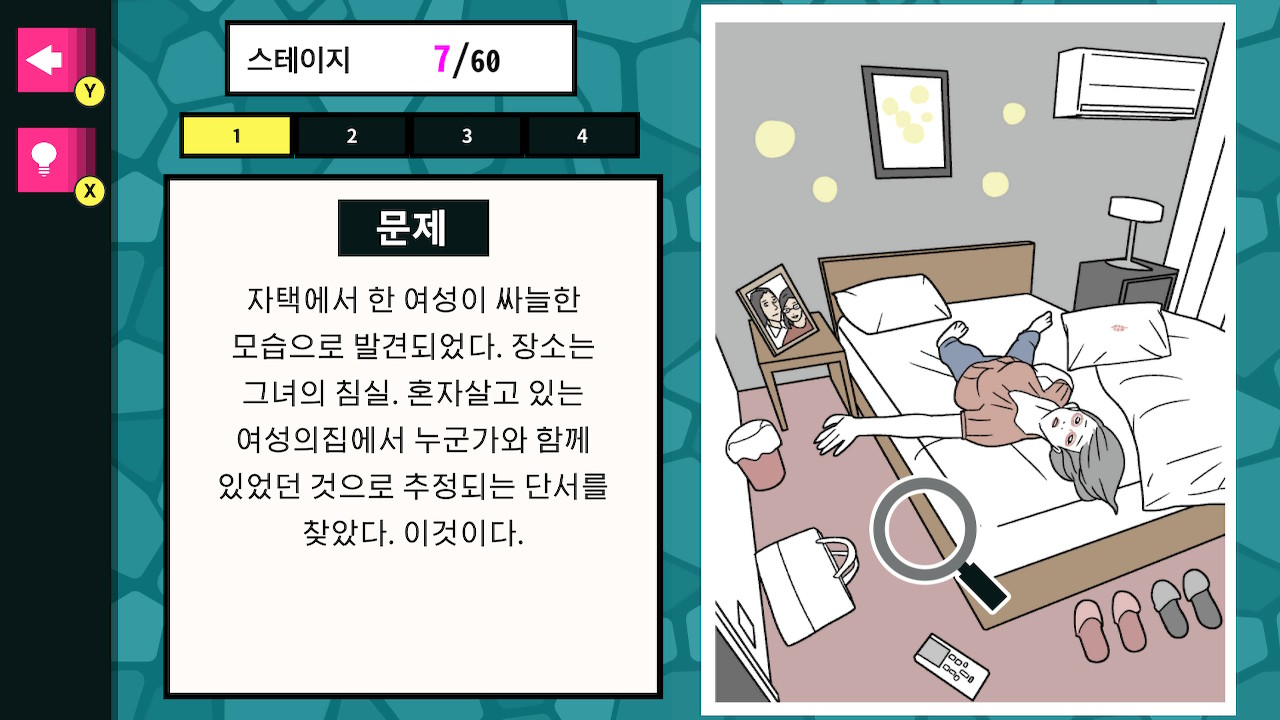 Y
X
스테이지 7/60
1 2 3 4
문제
자택에서 한 여성이 싸늘한
모습으로 발견되었다. 장소는
그녀의 침실. 혼자살고 있는
여성의집에서 누군가와 함께
있었던 것으로 추정되는 단서를
찾았다. 이것이다.